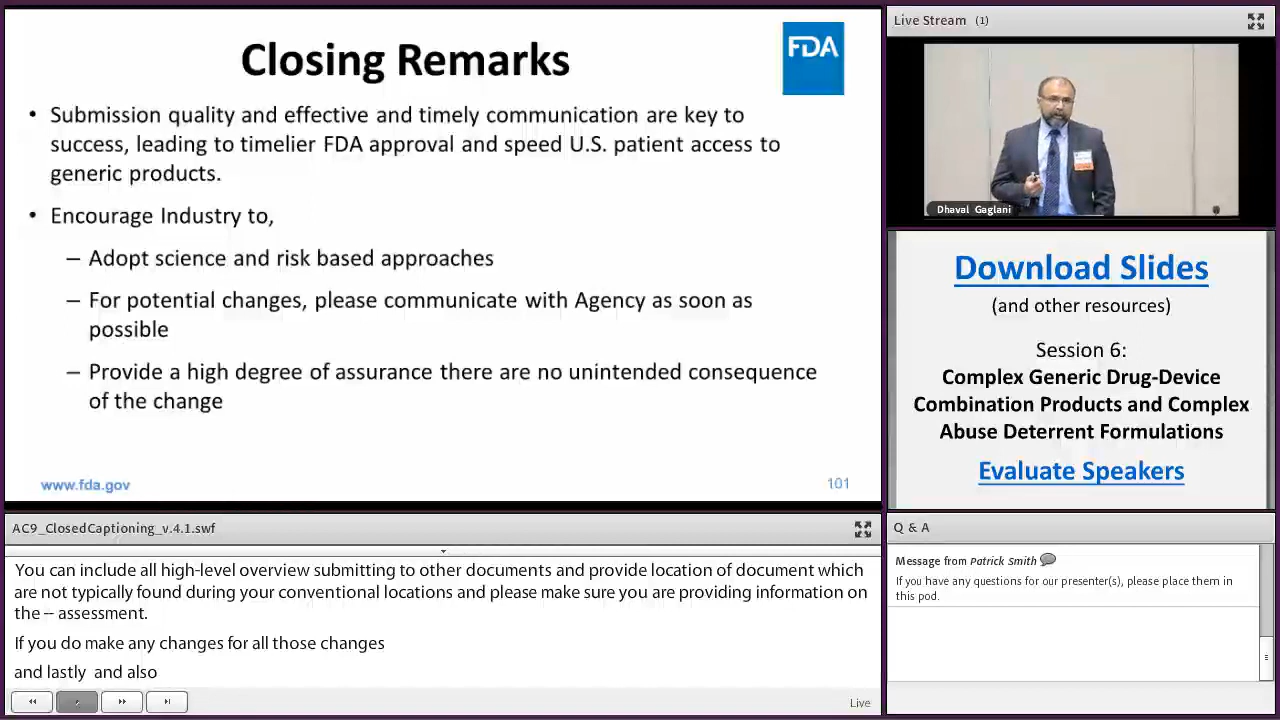 Closing Remarks
FDA
• Submission quality and effective and timely communication are key to
success, leading to timelier FDA approval and speed U.S. patient access to
generic products.
• Encourage Industry to,
– Adopt science and risk based approaches
– For potential changes, please communicate with Agency as soon as
possible
– Provide a high degree of assurance there are no unintended consequence
of the change
www.fda.gov
101
Live Stream (1)
Dhaval Gaglani
Download Slides
(and other resources)
Session 6:
Complex Generic Drug-Device
Combination Products and Complex
Abuse Deterrent Formulations
Evaluate Speakers
AC9_ClosedCaptioning_v.4.1.swf
You can include all high-level overview submitting to other documents and provide location of document which
are not typically found during your conventional locations and please make sure you are providing information on
the -- assessment.
If you do make any changes for all those changes
and lastly and also
Live
Q & A
Message from Patrick Smith
If you have any questions for our presenter(s), please place them in
this pod.